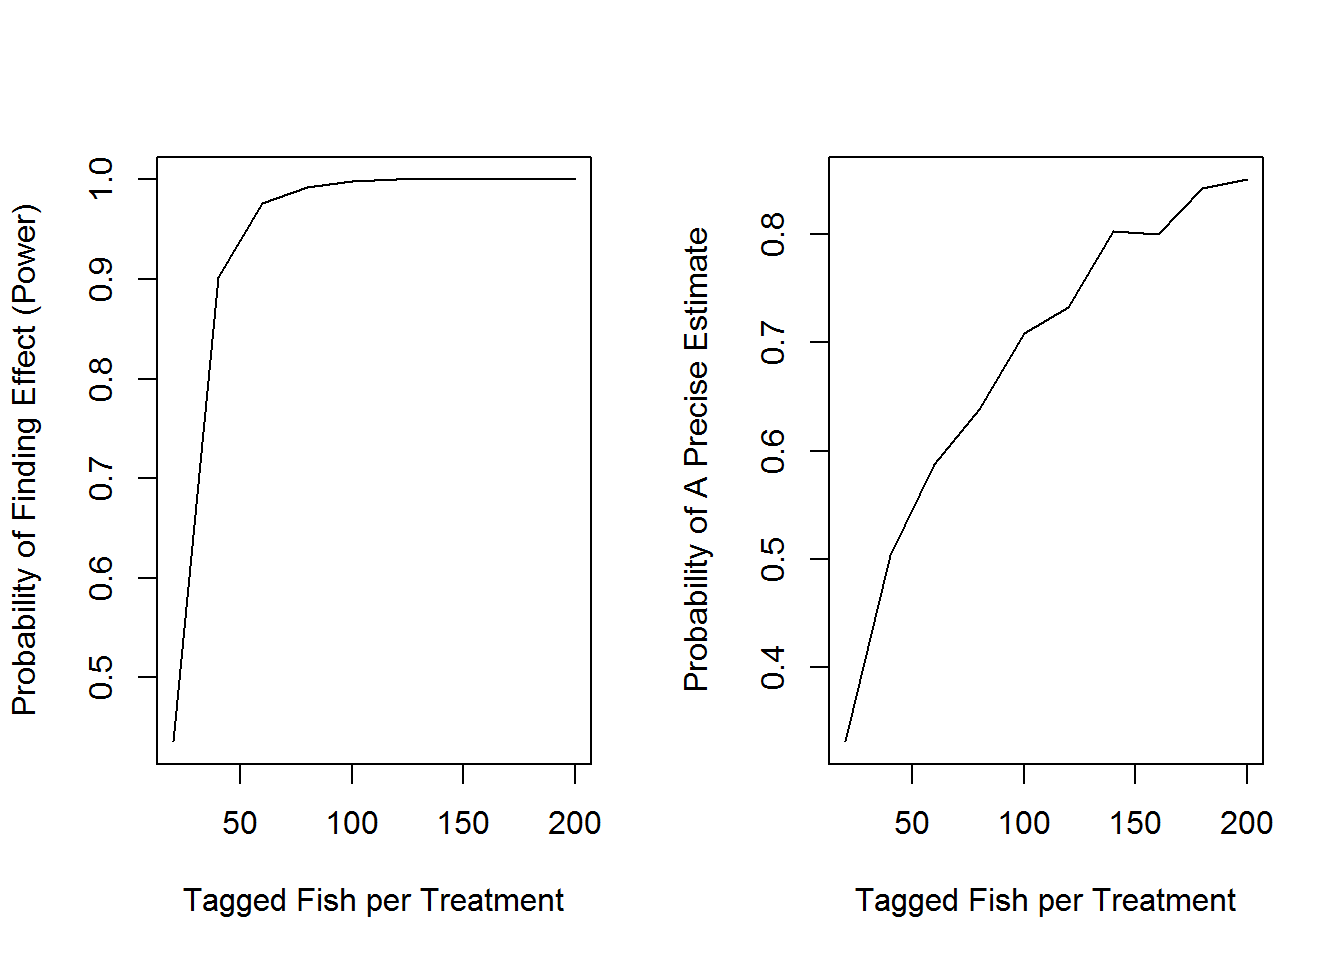 Probability of Finding Effect (Power)
1.0
0.9
0.8
0.7
0.6
0.5
50 100 150 200
Tagged Fish per Treatment
Probability of A Precise Estimate
0.8
0.7
0.6
0.5
0.4
50 100 150 200
Tagged Fish per Treatment